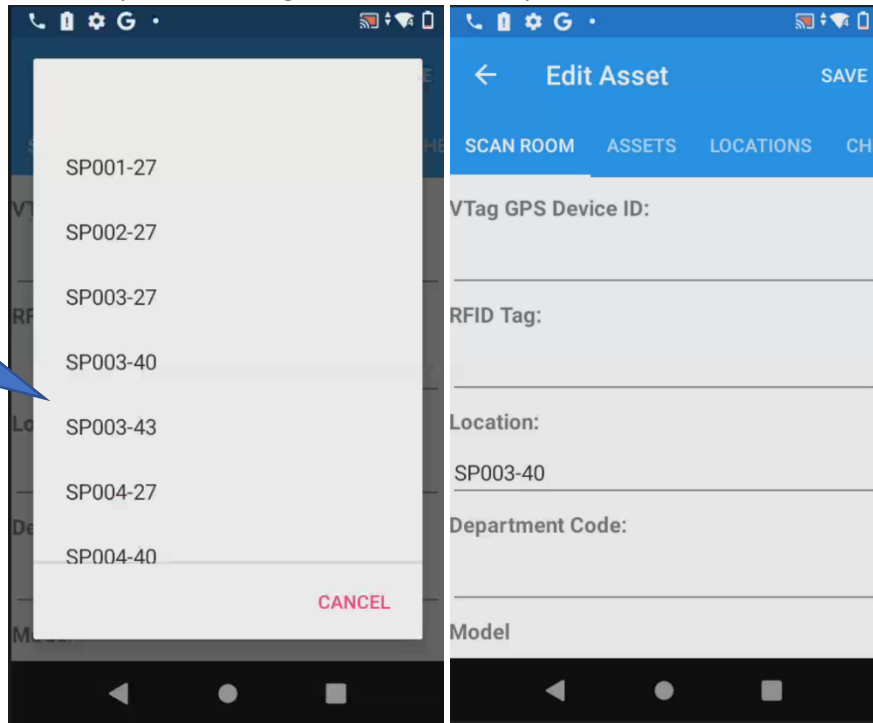 G
SP001-27
SP002-27
SP003-27
SP003-40
SP003-43
SP004-27
SP004-40
CANCEL
G
Edit Asset
SAVE
SCAN ROOM
ASSETS
LOCATIONS
CH
VTag GPS Device ID:
RFID Tag:
Location:
SP003-40
Department Code:
Model